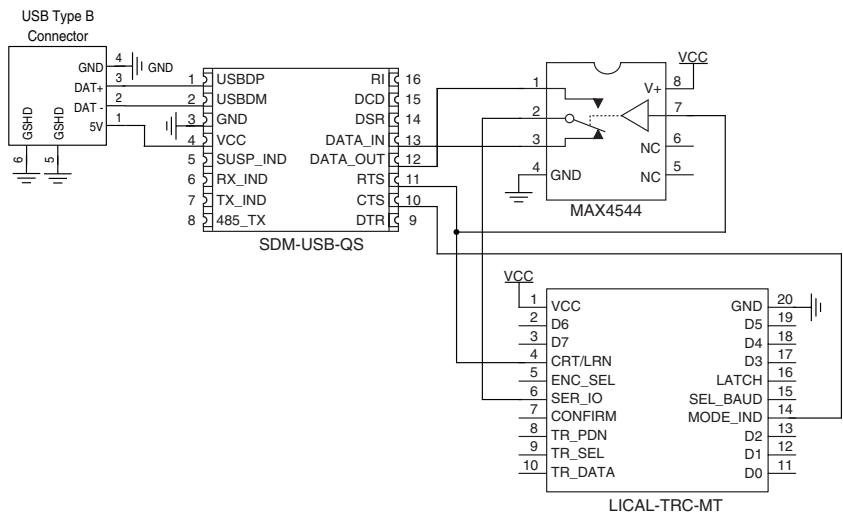 USB Type B
Connector
GND 4 GND
DAT+ 3
DAT - 2
5V 1
GSHD GSHD
6 5
1 USBDP RI 16
2 USBDM DCD 15
3 GND DSR 14
4 VCC DATA_IN 13
5 SUSP_IND DATA_OUT 12
6 RX_IND RTS 11
7 TX_IND CTS 10
8 485_TX DTR 9
SDM-USB-QS
VCC
1 V+ 8
2 7
3 NC 6
4 GND NC 5
MAX4544
VCC
1 VCC GND 20
2 D6 D5 19
3 D7 D4 18
4 CRT/LRN D3 17
5 ENC_SEL LATCH 16
6 SER_IO SEL_BAUD 15
7 CONFIRM MODE_IND 14
8 TR_PDN D2 13
9 TR_SEL D1 12
10 TR_DATA D0 11
LICAL-TRC-MT